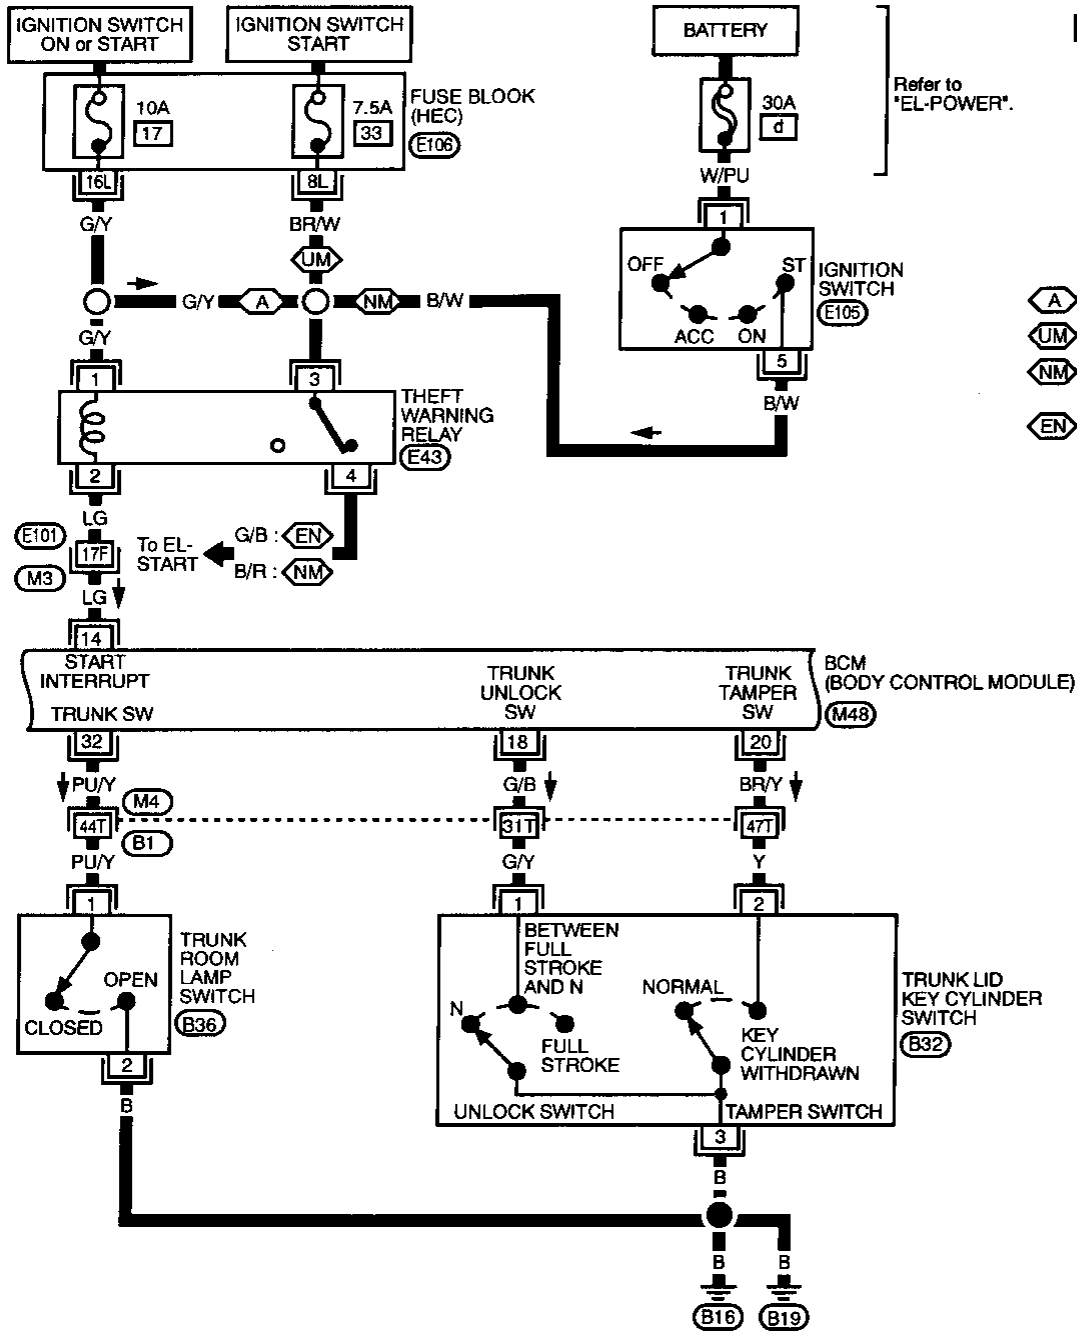 IGNITION SWITCH
ON or START
IGNITION SWITCH
START
BATTERY
Refer to
"EL-POWER".
10A
17
7.5A
33
FUSE BLOOK
(HEC)
E106
30A
d
16L
8L
W/PU
G/Y
BR/W
1
UM
OFF
ST
IGNITION
SWITCH
E105
ACC
ON
G/Y
A
NM
B/W
A
UM
NM
EN
G/Y
5
B/W
1
3
THEFT
WARNING
RELAY
E43
2
4
LG
E101
17F
M3
To EL-
START
G/B : EN
B/R : NM
LG
14
START
INTERRUPT
TRUNK SW
TRUNK
UNLOCK
SW
TRUNK
TAMPER
SW
BCM
(BODY CONTROL MODULE)
M48
32
18
20
PU/Y
G/B
BR/Y
M4
44T
31T
47T
B1
PU/Y
G/Y
Y
1
1
2
TRUNK
ROOM
LAMP
SWITCH
B36
OPEN
CLOSED
BETWEEN
FULL
STROKE
AND N
N
FULL
STROKE
UNLOCK SWITCH
NORMAL
KEY
CYLINDER
WITHDRAWN
TAMPER SWITCH
TRUNK LID
KEY CYLINDER
SWITCH
B32
2
B
3
B
B
B
B16
B19